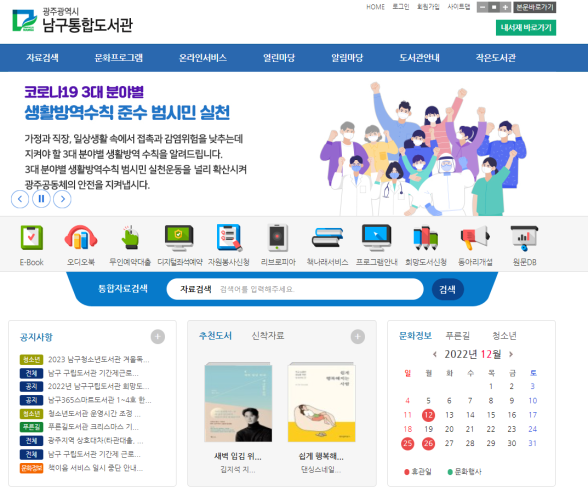 HOME 로그인 회원가입 사이트맵 본문바로가기
광주광역시
남구통합도서관
내서재 바로가기
자료검색 문화프로그램 온라인서비스 열린마당 알림마당 도서관안내 작은도서관
코로나19 3대 분야별
생활방역수칙 준수 범시민 실천
가정과 직장, 일상생활 속에서 접촉과 감염위험을 낮추는데
지켜야 할 3대 분야별 생활방역 수칙을 알려드립니다.
3대 분야별 생활방역수칙 범시민 실천운동을 널리 확산시켜
광주공동체의 안전을 지켜냅시다.
E-Book 오디오북 무인예약대출 디지털좌석예약 자원봉사신청 리브로피아 책나래서비스 프로그램안내 희망도서신청 동아리개설 원문DB
통합자료검색 자료검색 검색어를 입력해주세요. 검색
공지사항
청소년 2023 남구청소년도서관 겨울독...
전체 남구 구립도서관 기간제근로...
공지 2022년 남구구립도서관 희망도...
공지 남구365스마트도서관 1~4호 한...
청소년 청소년도서관 운영시간 조정 ...
푸른길 푸른길도서관 크리스마스 기...
전체 광주지역 상호대차(타관대출, ...
전체 남구 구립도서관 기간제 근로...
문화정보 책이음 서비스 일시 중단 안내...
추천도서 신착자료
새벽 입김 위...
김지석 지...
쉽게 행복해...
댄싱스네일...
문화정보 푸른길 청소년
2022년 12월
일 월 화 수 목 금 토
1 2 3
4 5 6 7 8 9 10
11 12 13 14 15 16 17
18 19 20 21 22 23 24
25 26 27 28 29 30 31
휴관일 문화행사